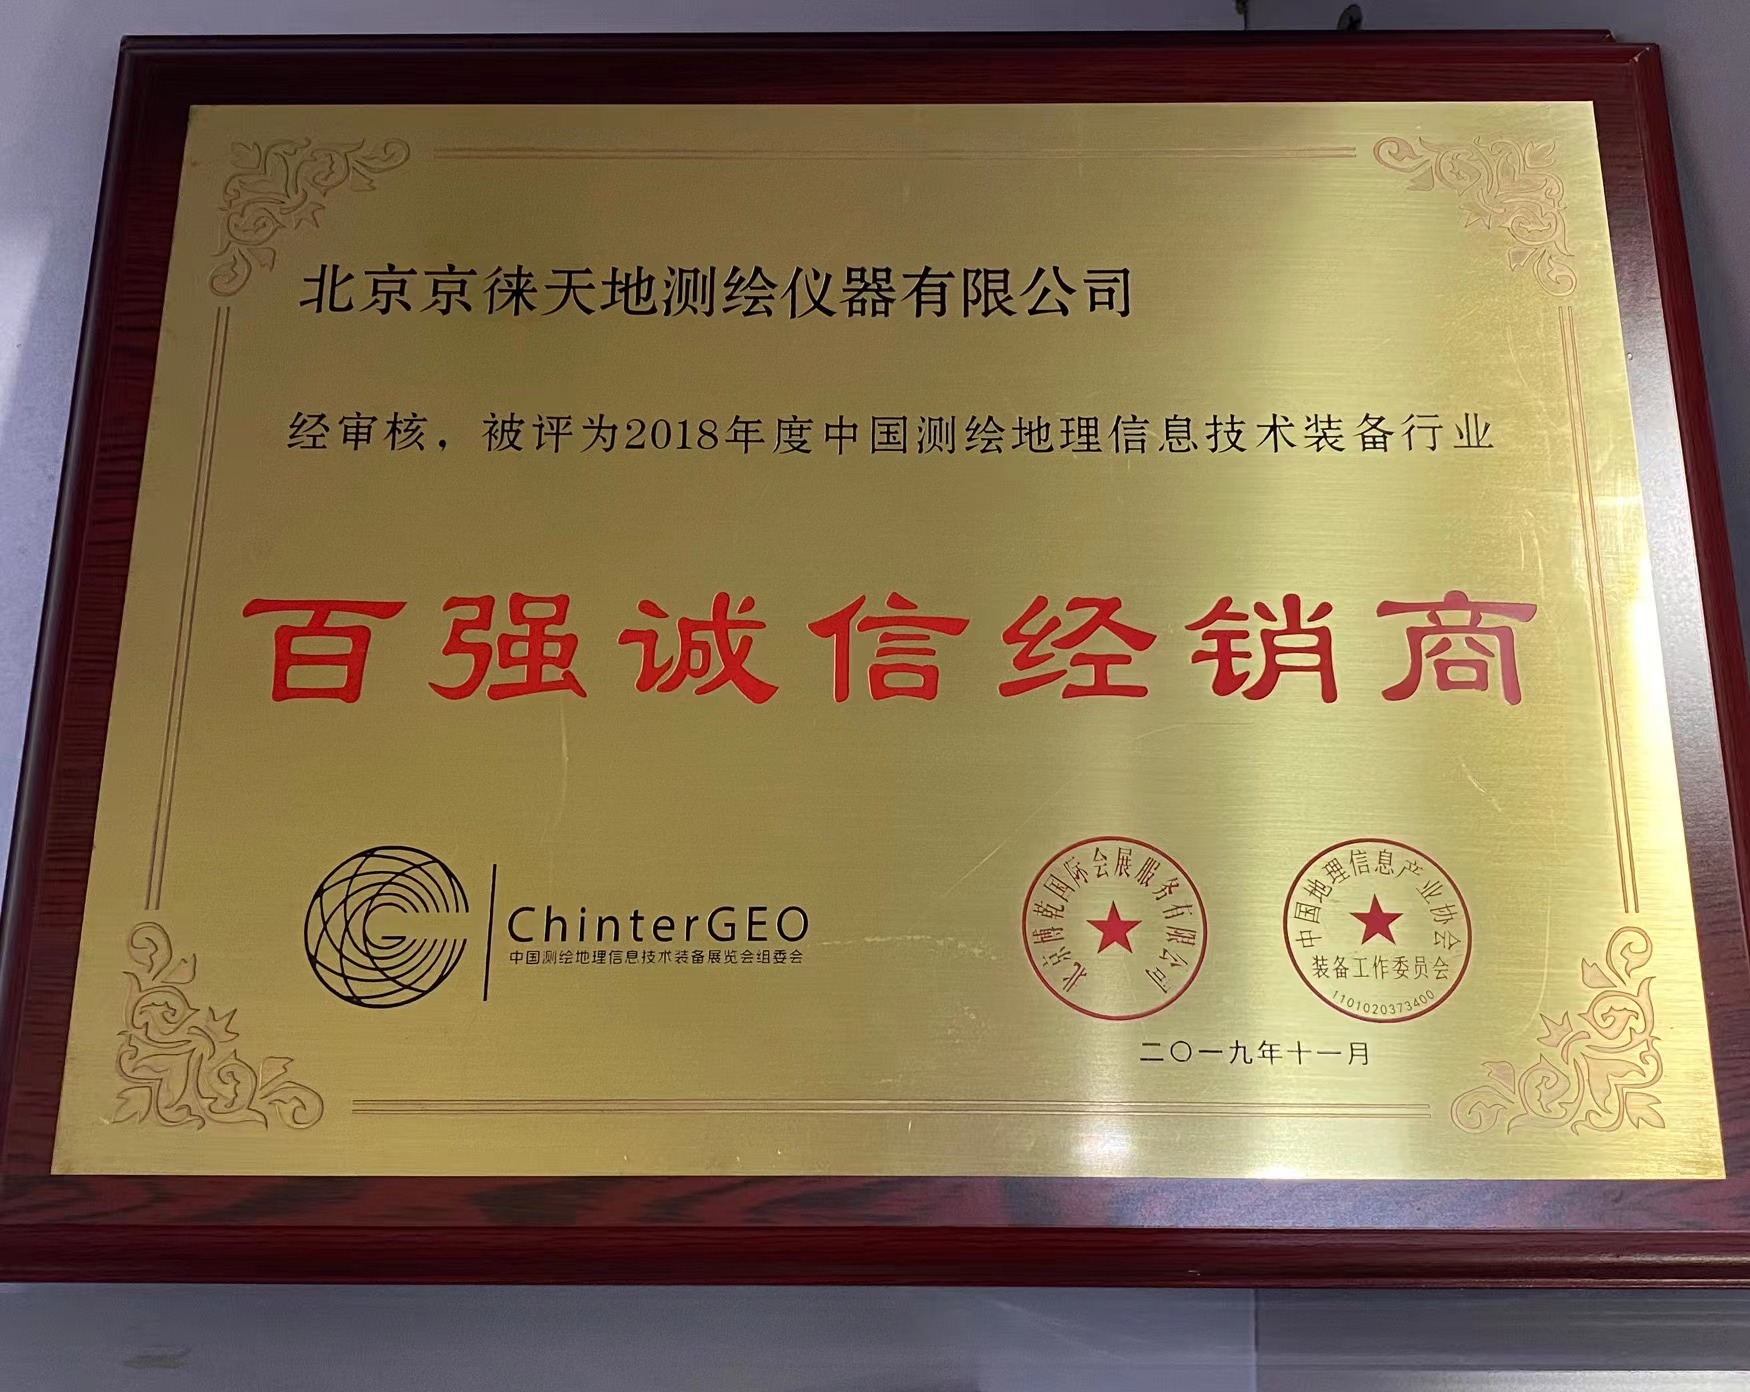 北京京徕天地测绘仪器有限公司
经审核，被评为2018年度中国测绘地理信息技术装备行业
百强诚信经销商
ChinterGEO
中国测绘地理信息技术装备展览会组委会
北京博乾国际会展服务有限公司
中国地理信息产业协会
装备工作委员会
1101020373400
二〇一九年十一月